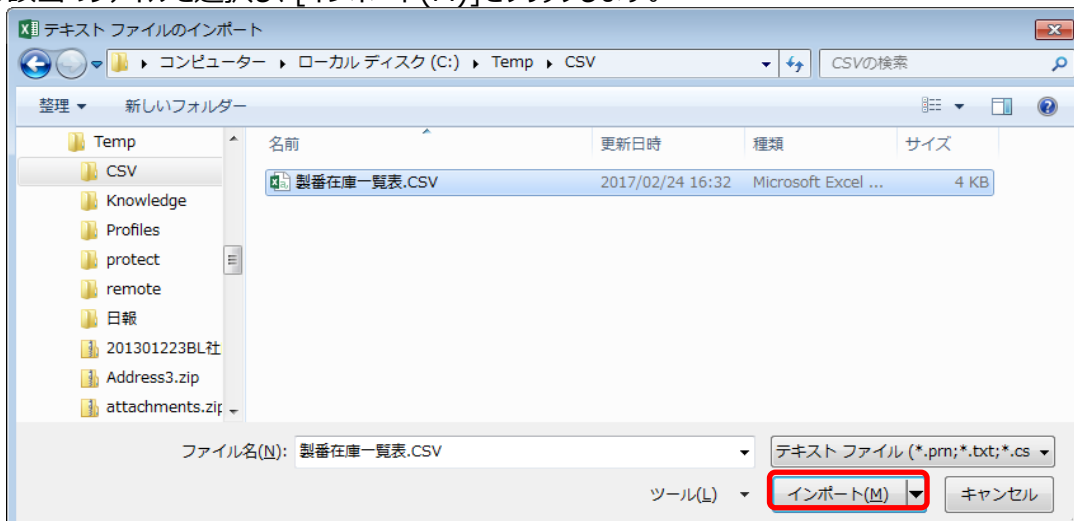 テキスト ファイルのインポート
コンピューター ▸ ローカル ディスク (C:) ▸ Temp ▸ CSV
CSVの検索
整理 新しいフォルダー
Temp
CSV
Knowledge
Profiles
protect
remote
日報
201301223BL社
Address3.zip
attachments.zip
名前 更新日時 種類 サイズ
製番在庫一覧表.CSV 2017/02/24 16:32 Microsoft Excel ... 4 KB
ファイル名(N): 製番在庫一覧表.CSV テキスト ファイル (*.prn;*.txt;*.cs
ツール(L) インポート(M) キャンセル